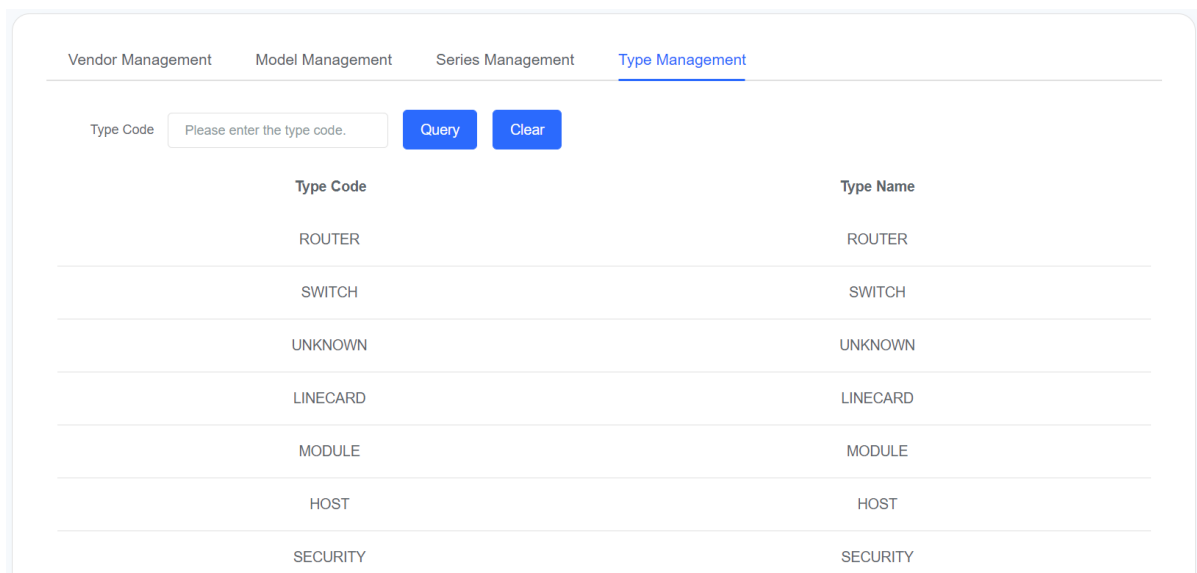 Vendor Management Model Management Series Management Type Management
Type Code Please enter the type code. Query Clear
Type Code Type Name
ROUTER ROUTER
SWITCH SWITCH
UNKNOWN UNKNOWN
LINECARD LINECARD
MODULE MODULE
HOST HOST
SECURITY SECURITY